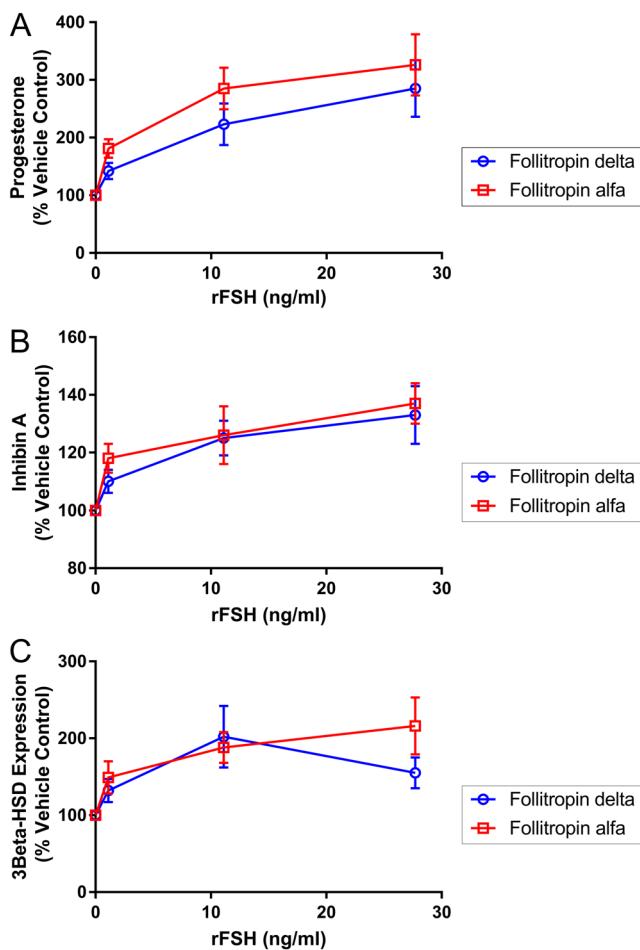 A
Progesterone
(% Vehicle Control)
400
300
200
100
0
0
10
20
30
rFSH (ng/ml)
Follitropin delta
Follitropin alfa
B
Inhibin A
(% Vehicle Control)
160
140
120
100
80
0
10
20
30
rFSH (ng/ml)
Follitropin delta
Follitropin alfa
C
3Beta-HSD Expression
(% Vehicle Control)
300
200
100
0
0
10
20
30
rFSH (ng/ml)
Follitropin delta
Follitropin alfa